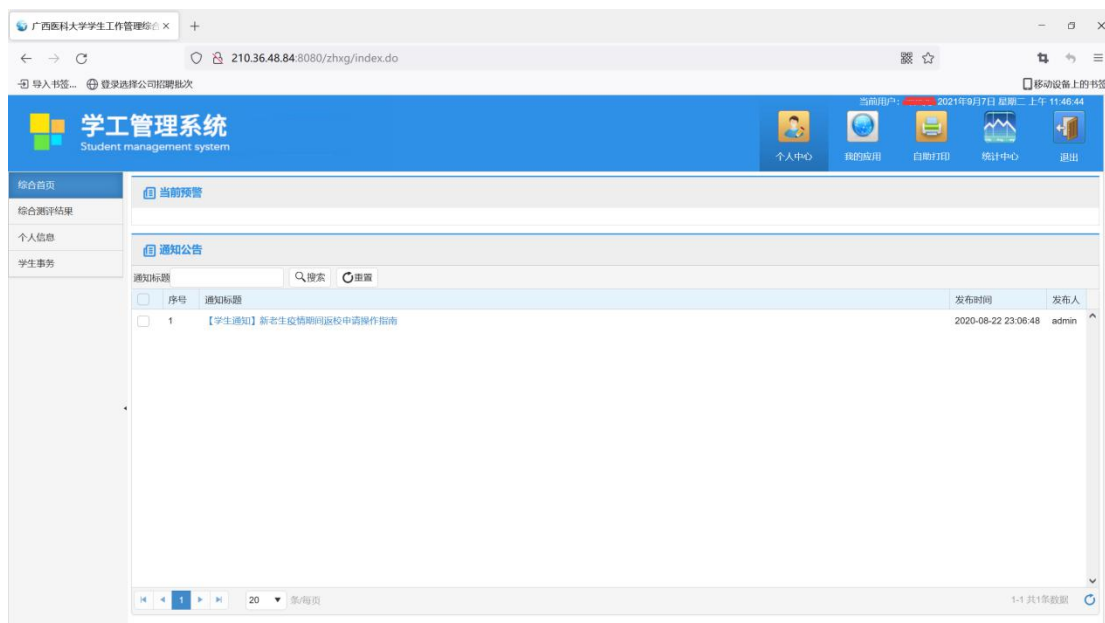 广西医科大学学生工作管理综合
210.36.48.84:8080/zhxg/index.do
导入书签... 登录选择公司招聘批次 移动设备上的书签
当前用户： 2021年9月7日 星期二 上午 11:46:44
学工管理系统
Student management system
个人中心 我的应用 自助打印 统计中心 退出
综合首页
综合测评结果
个人信息
学生事务
当前预警
通知公告
通知标题 搜索 重置
序号 通知标题 发布时间 发布人
1 【学生通知】新老生疫情期间返校申请操作指南 2020-08-22 23:06:48 admin
1 20 条/每页 1-1 共1条数据